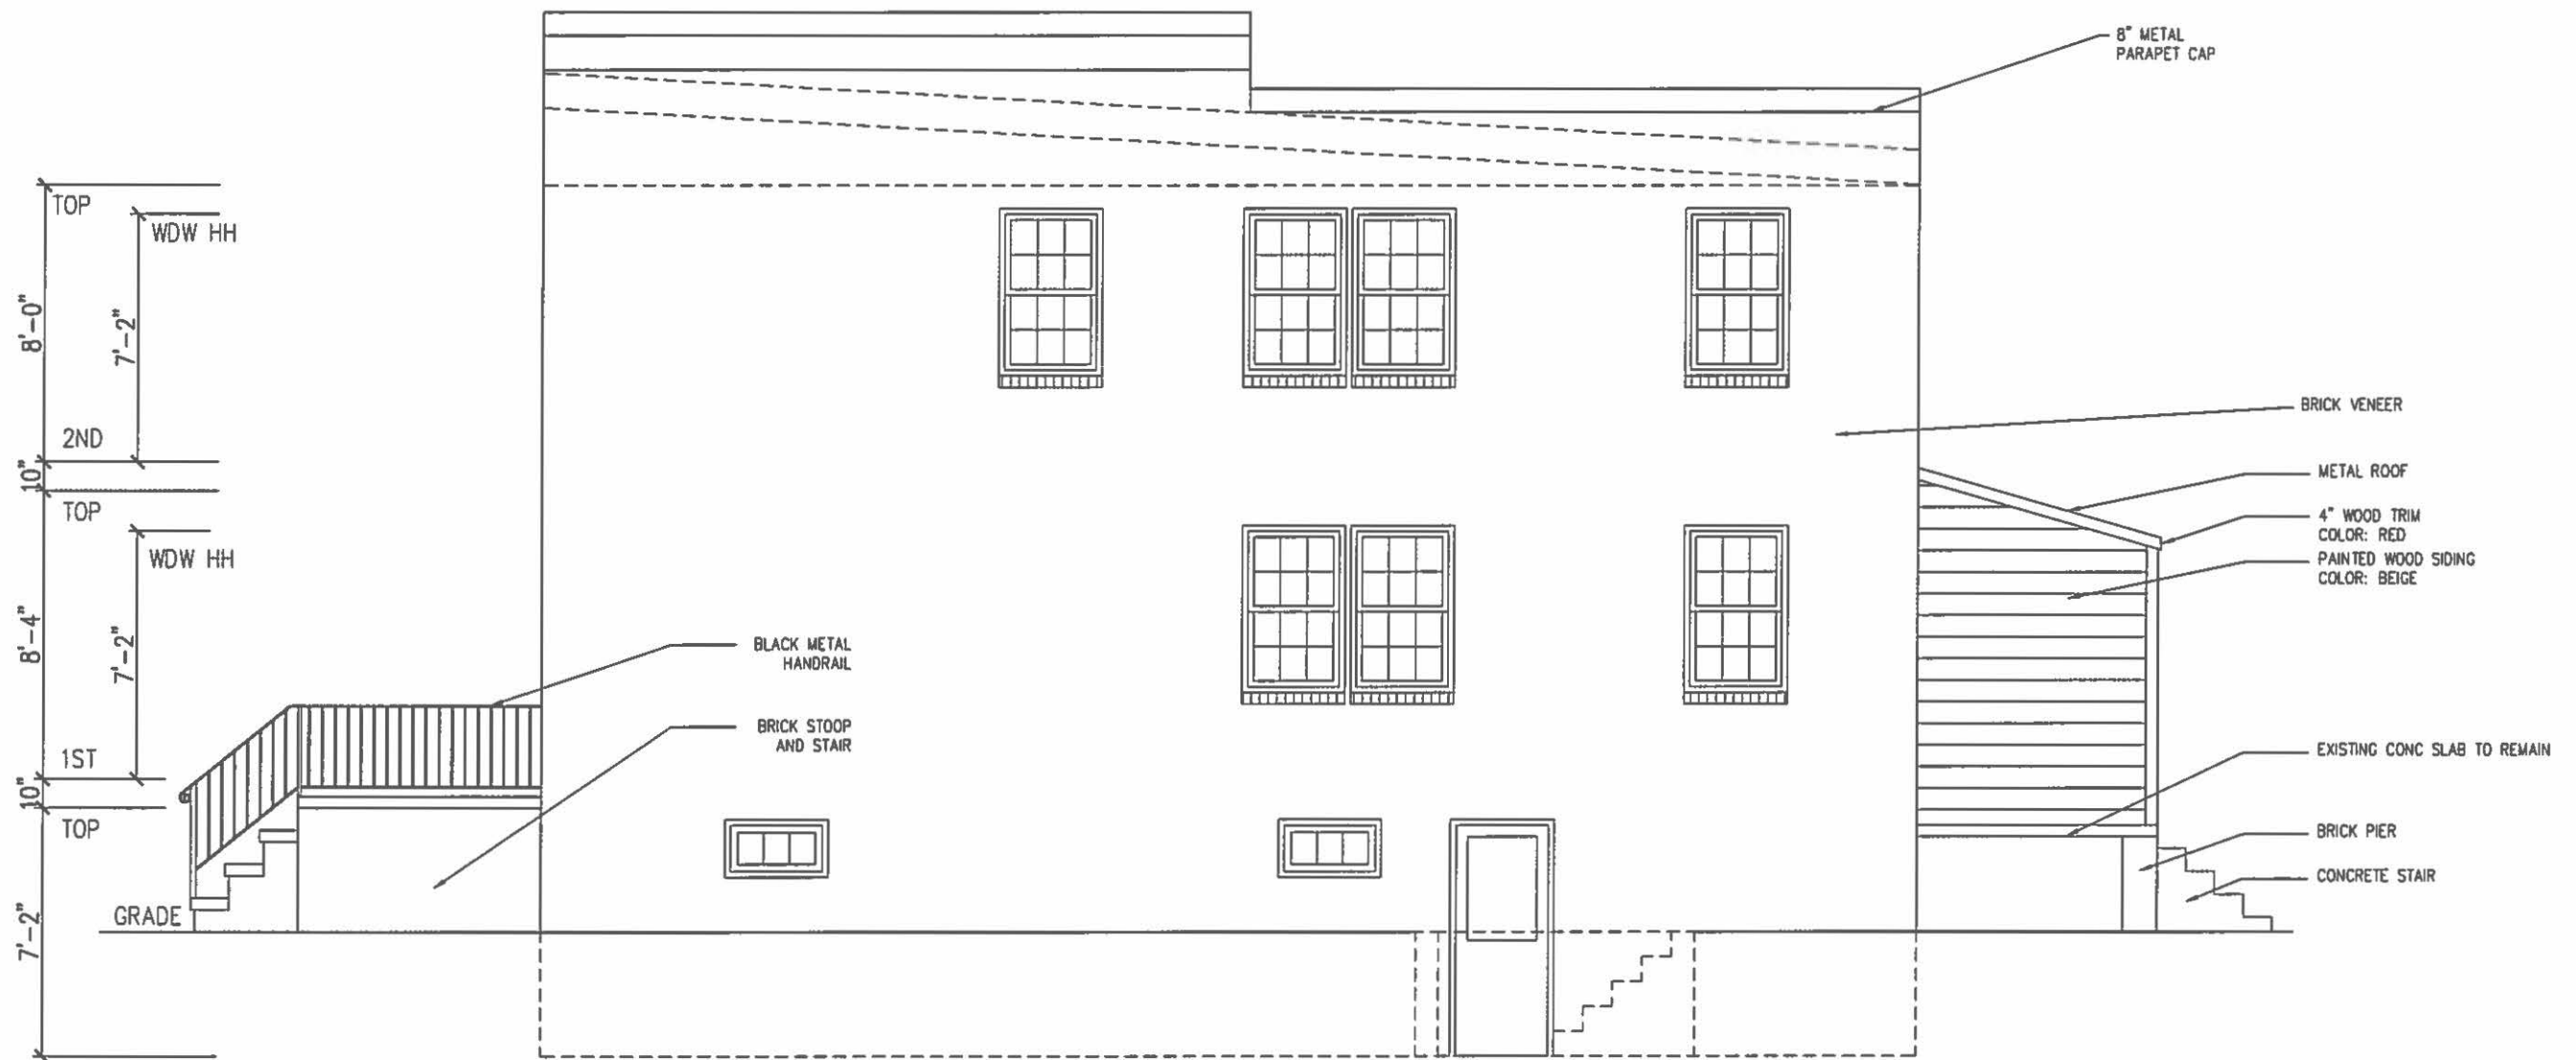 8" METAL
PARAPET CAP
TOP
WDW HH
8'-0"
7'-2"
2ND
10"
TOP
WDW HH
8'-4"
7'-2"
1ST
10"
TOP
GRADE
7'-2"
BLACK METAL
HANDRAIL
BRICK STOOP
AND STAIR
BRICK VENEER
METAL ROOF
4" WOOD TRIM
COLOR: RED
PAINTED WOOD SIDING
COLOR: BEIGE
EXISTING CONC SLAB TO REMAIN
BRICK PIER
CONCRETE STAIR